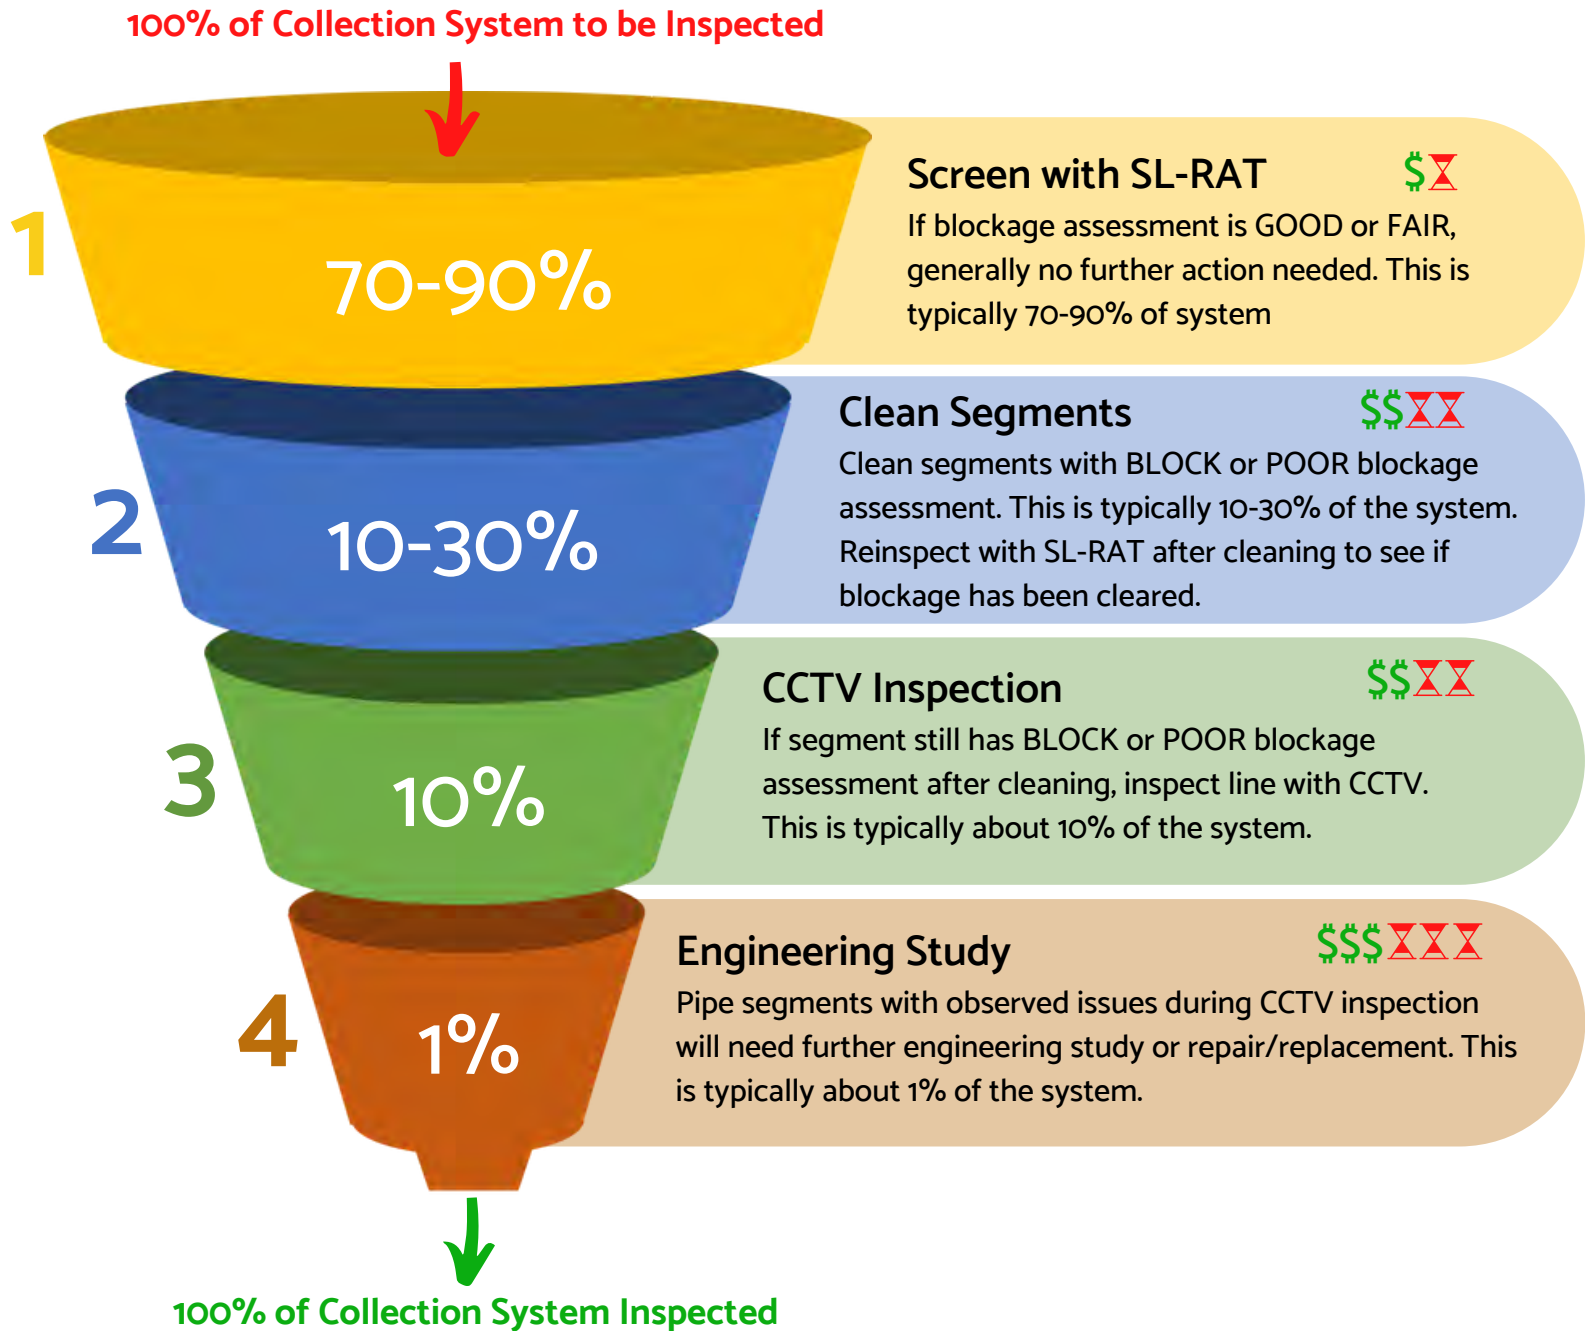 100% of Collection System to be Inspected
1
70-90%
Screen with SL-RAT
$
If blockage assessment is GOOD or FAIR,
generally no further action needed. This is
typically 70-90% of system
2
10-30%
Clean Segments
$$
Clean segments with BLOCK or POOR blockage
assessment. This is typically 10-30% of the system.
Reinspect with SL-RAT after cleaning to see if
blockage has been cleared.
3
10%
CCTV Inspection
$$
If segment still has BLOCK or POOR blockage
assessment after cleaning, inspect line with CCTV.
This is typically about 10% of the system.
4
1%
Engineering Study
$$$
Pipe segments with observed issues during CCTV inspection
will need further engineering study or repair/replacement. This
is typically about 1% of the system.
100% of Collection System Inspected